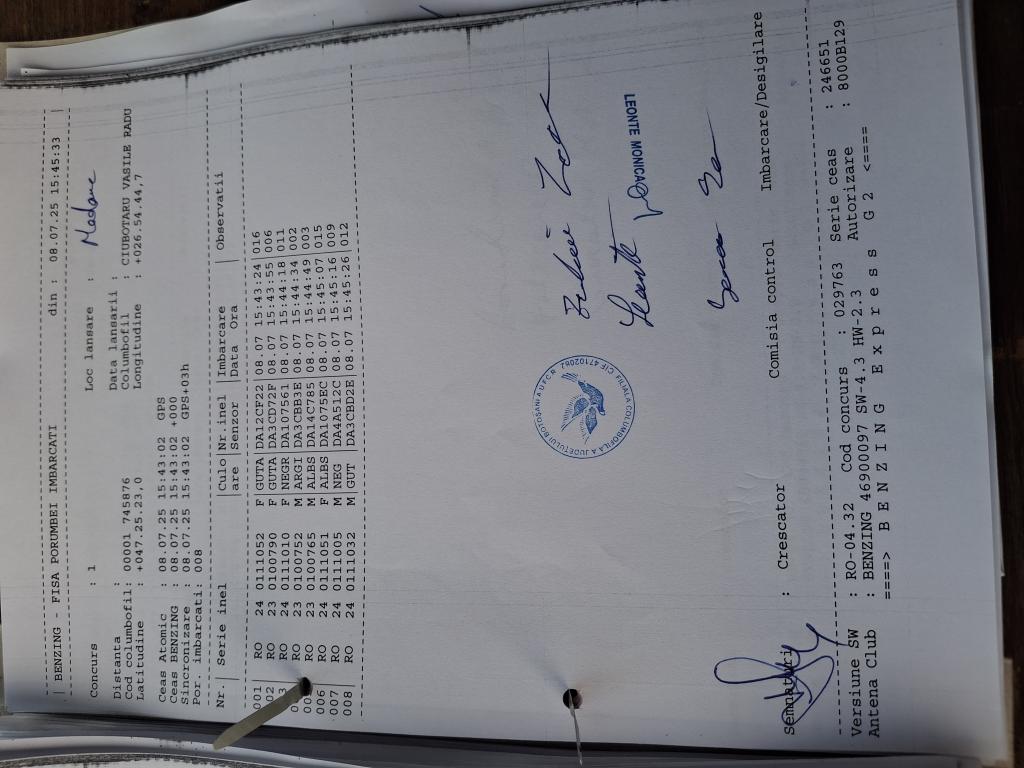 | BENZING - FISA PORUMBEI IMBARCATI din : 08.07.25 15:45:33 |
Concurs : 1 Loc lansare :
Distanta : Data lansarii :
Cod columbofil: 00001 745876 Columbofil : CIUBOTARU VASILE RADU
Latitudine : +047.25.23,0 Longitudine : +026.54.44,7
Ceas Atomic : 08.07.25 15:43:02 GPS
Ceas BENZING : 08.07.25 15:43:02 +000
Sincronizare : 08.07.25 15:43:02 GPS+03h
Por. imbarcati: 008
Nr. | Serie inel |Culo|Nr.inel |Imbarcare |Observatii
|are |Senzor |Data Ora |
001| RO 24 0111052 F|GUTA|DA12CF22|08.07 15:43:24|016
002| RO 23 0100790 F|GUTA|DA3CD72F|08.07 15:43:55|006
RO 24 0111010 F|NEGR|DA107561|08.07 15:44:18|011
RO 23 0100752 M|ARGI|DA3CBB3E|08.07 15:44:34|002
RO 23 0100765 M|ALBS|DA14C785|08.07 15:44:49|003
006| RO 24 0111051 F|ALBS|DA1075EC|08.07 15:45:07|015
007| RO 24 0111005 M|NEG |DA4A512C|08.07 15:45:16|009
008| RO 24 0111032 M|GUT |DA3CBD2E|08.07 15:45:26|012
FILIALA COLUMBOFILA A JUDETULUI BOTOSANI A UFCR CIF 47102067
LEONTE MONICA
Semnaturi : Crescator Comisia control Imbarcare/Desigilare
Versiune SW : RO-04.32 Cod concurs : 029763 Serie ceas : 246651
Antena club : BENZING 46900097 SW-4.3 HW-2.3 Autorizare : 8000B129
====> B E N Z I N G E x p r e s s G 2 <====